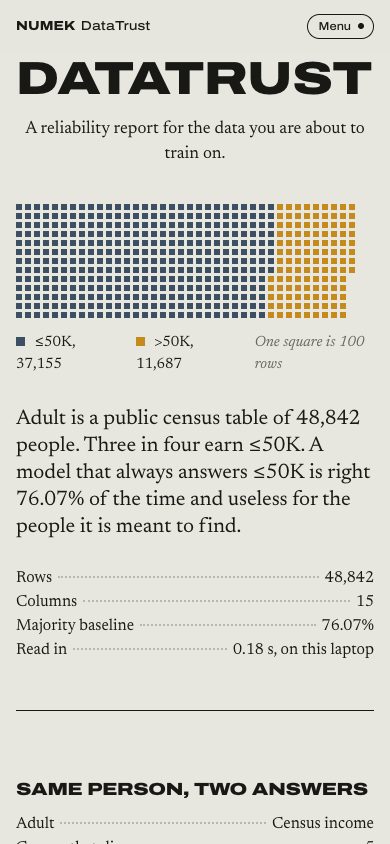 NUMEK DataTrust
Menu
DATATRUST
A reliability report for the data you are about to
train on.
≤50K, 37,155
>50K, 11,687
One square is 100 rows
Adult is a public census table of 48,842
people. Three in four earn ≤50K. A
model that always answers ≤50K is right
76.07% of the time and useless for the
people it is meant to find.
Rows 48,842
Columns 15
Majority baseline 76.07%
Read in 0.18 s, on this laptop
SAME PERSON, TWO ANSWERS
Adult Census income